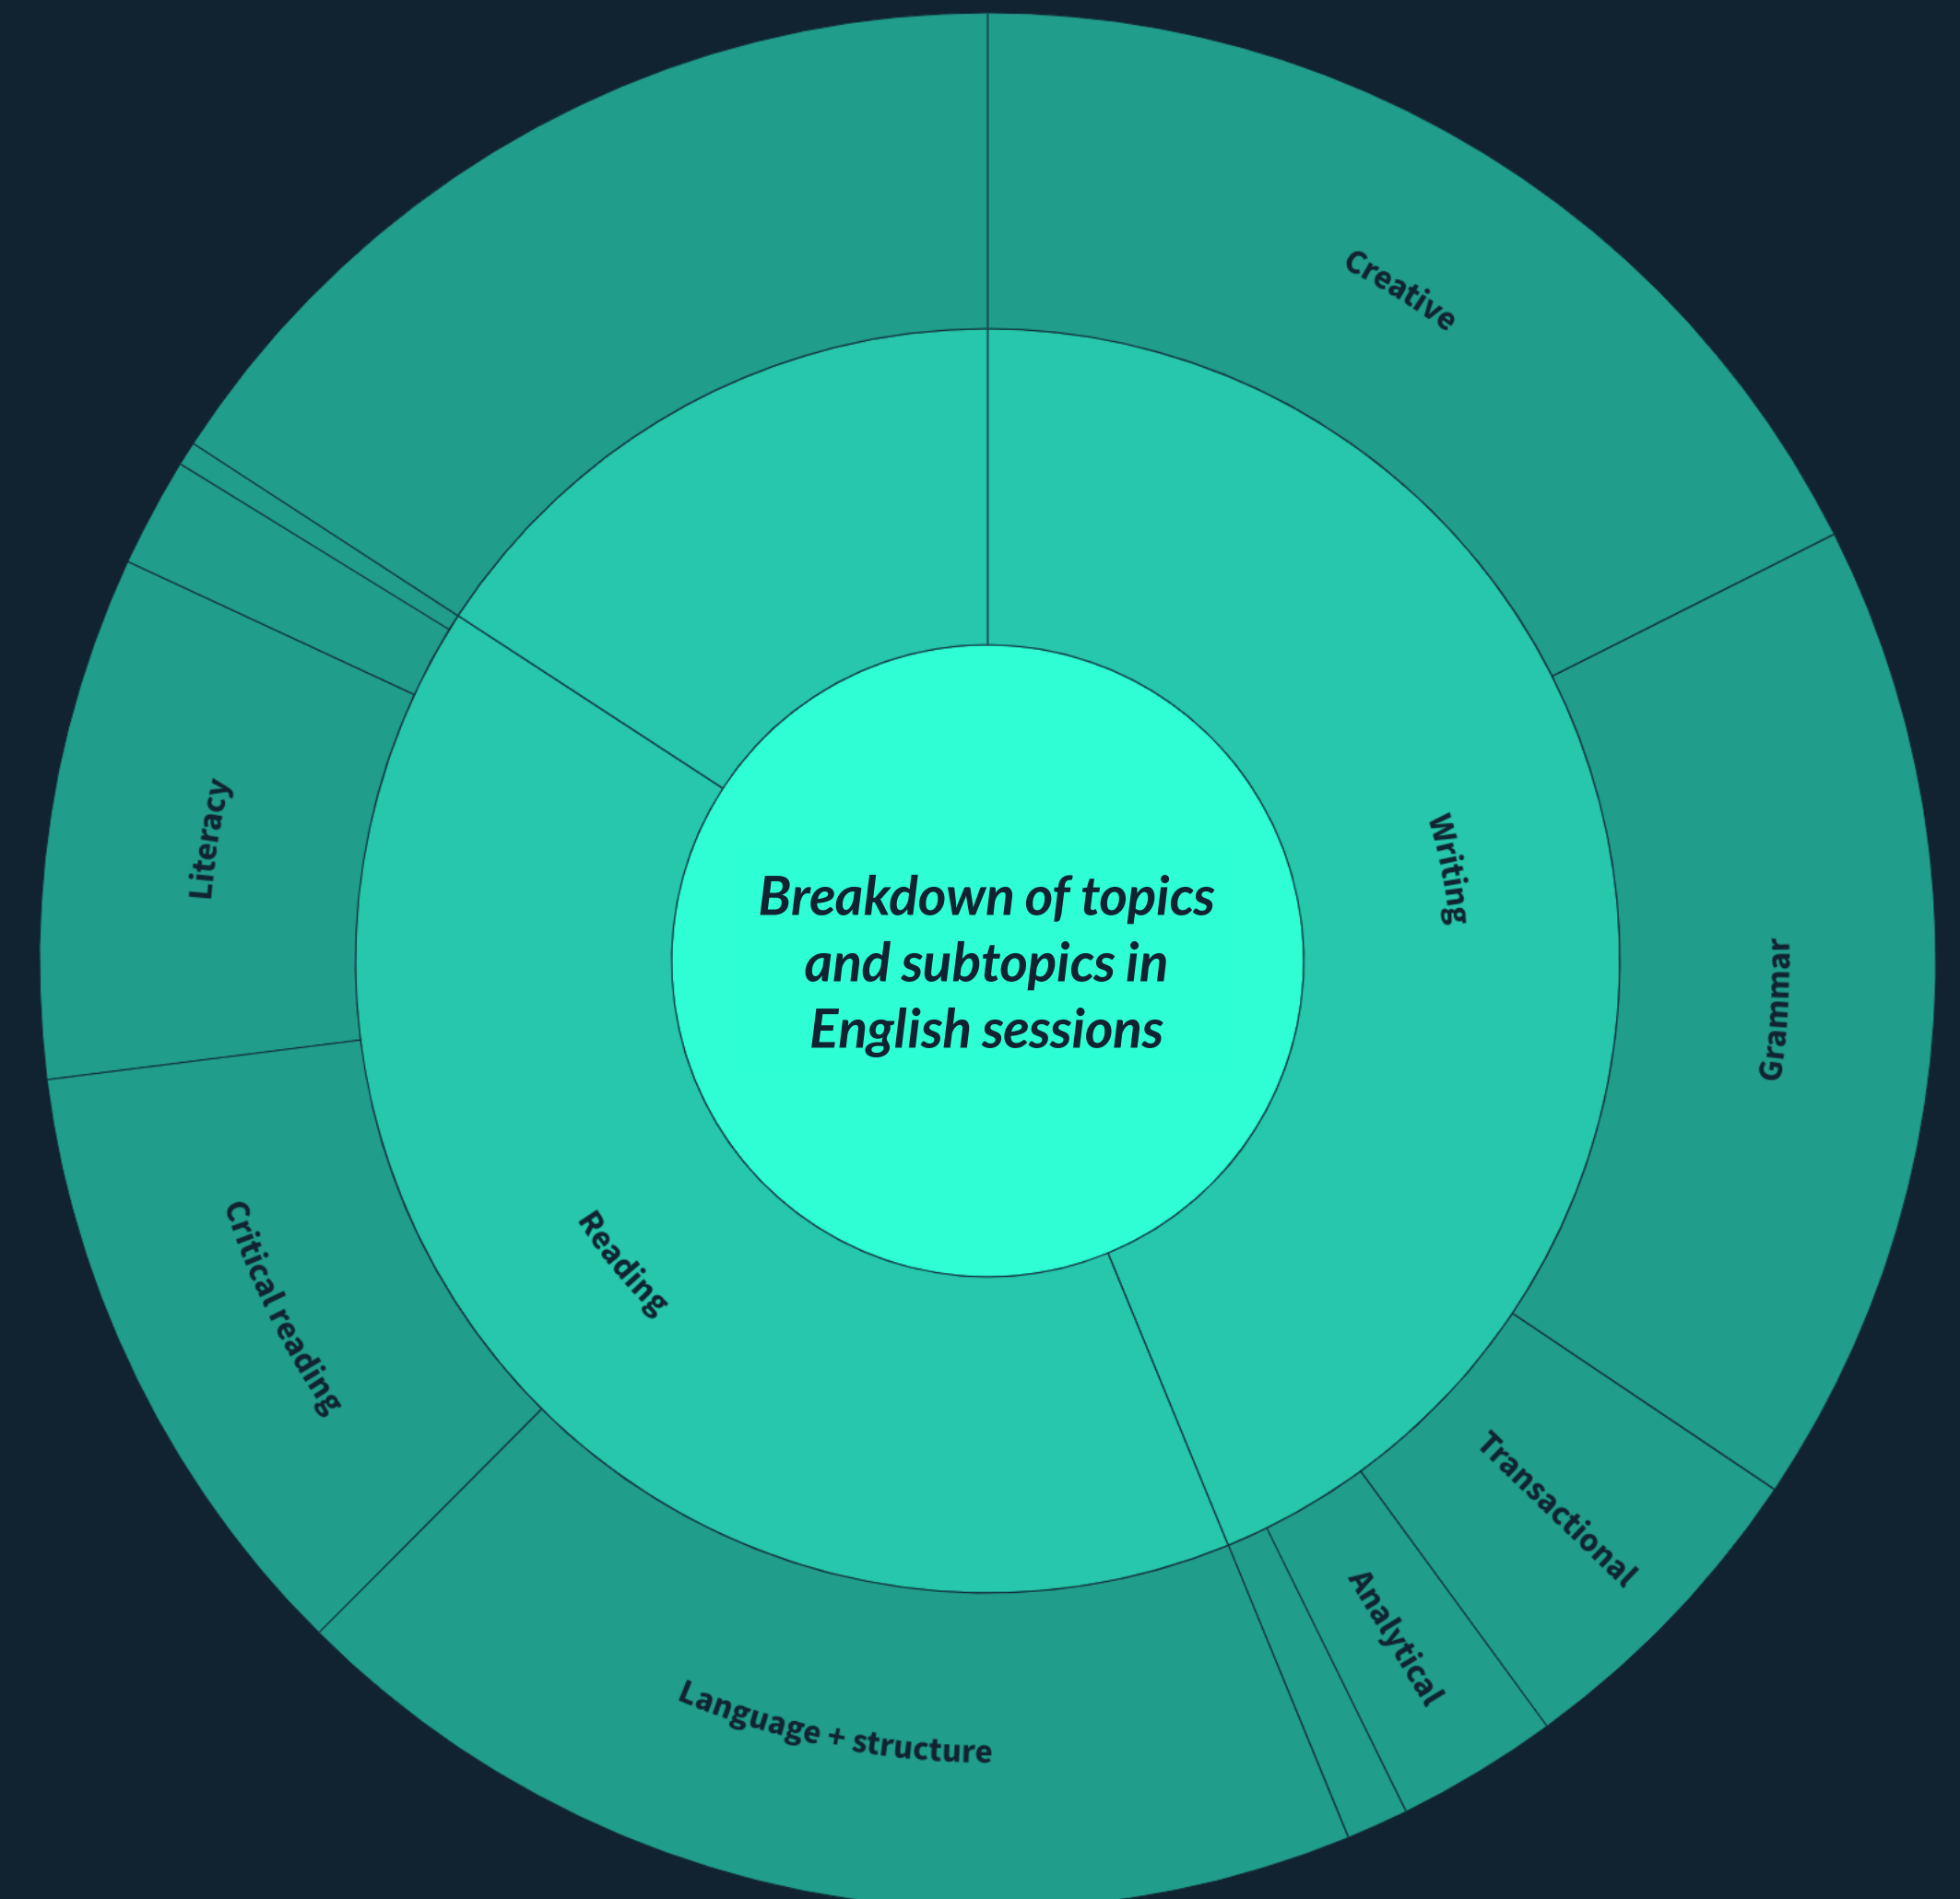 Breakdown of topics
and subtopics in
English sessions
Writing
Creative
Grammar
Transactional
Analytical
Reading
Language + structure
Critical reading
Literacy